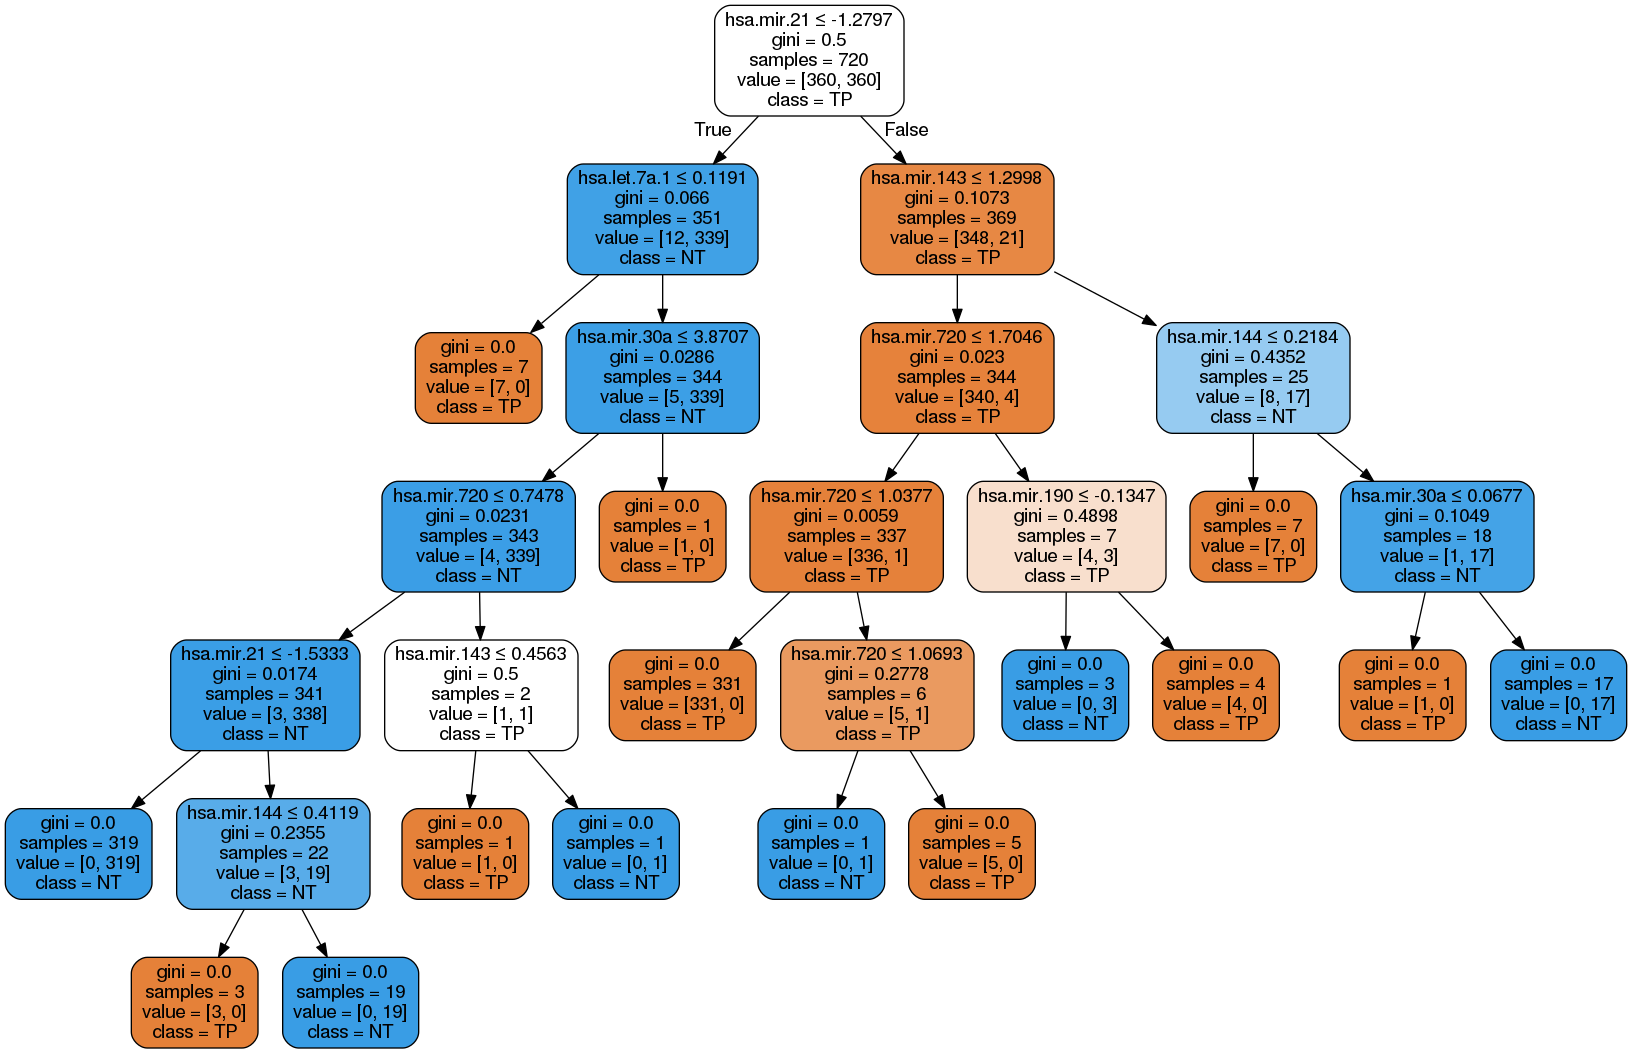 hsa.mir.21 ≤ -1.2797
gini = 0.5
samples = 720
value = [360, 360]
class = TP
True
False
hsa.let.7a.1 ≤ 0.1191
gini = 0.066
samples = 351
value = [12, 339]
class = NT
hsa.mir.143 ≤ 1.2998
gini = 0.1073
samples = 369
value = [348, 21]
class = TP
gini = 0.0
samples = 7
value = [7, 0]
class = TP
hsa.mir.30a ≤ 3.8707
gini = 0.0286
samples = 344
value = [5, 339]
class = NT
hsa.mir.720 ≤ 1.7046
gini = 0.023
samples = 344
value = [340, 4]
class = TP
hsa.mir.144 ≤ 0.2184
gini = 0.4352
samples = 25
value = [8, 17]
class = NT
hsa.mir.720 ≤ 0.7478
gini = 0.0231
samples = 343
value = [4, 339]
class = NT
gini = 0.0
samples = 1
value = [1, 0]
class = TP
hsa.mir.720 ≤ 1.0377
gini = 0.0059
samples = 337
value = [336, 1]
class = TP
hsa.mir.190 ≤ -0.1347
gini = 0.4898
samples = 7
value = [4, 3]
class = TP
gini = 0.0
samples = 7
value = [7, 0]
class = TP
hsa.mir.30a ≤ 0.0677
gini = 0.1049
samples = 18
value = [1, 17]
class = NT
hsa.mir.21 ≤ -1.5333
gini = 0.0174
samples = 341
value = [3, 338]
class = NT
hsa.mir.143 ≤ 0.4563
gini = 0.5
samples = 2
value = [1, 1]
class = TP
gini = 0.0
samples = 331
value = [331, 0]
class = TP
hsa.mir.720 ≤ 1.0693
gini = 0.2778
samples = 6
value = [5, 1]
class = TP
gini = 0.0
samples = 3
value = [0, 3]
class = NT
gini = 0.0
samples = 4
value = [4, 0]
class = TP
gini = 0.0
samples = 1
value = [1, 0]
class = TP
gini = 0.0
samples = 17
value = [0, 17]
class = NT
gini = 0.0
samples = 319
value = [0, 319]
class = NT
hsa.mir.144 ≤ 0.4119
gini = 0.2355
samples = 22
value = [3, 19]
class = NT
gini = 0.0
samples = 1
value = [1, 0]
class = TP
gini = 0.0
samples = 1
value = [0, 1]
class = NT
gini = 0.0
samples = 1
value = [0, 1]
class = NT
gini = 0.0
samples = 5
value = [5, 0]
class = TP
gini = 0.0
samples = 3
value = [3, 0]
class = TP
gini = 0.0
samples = 19
value = [0, 19]
class = NT